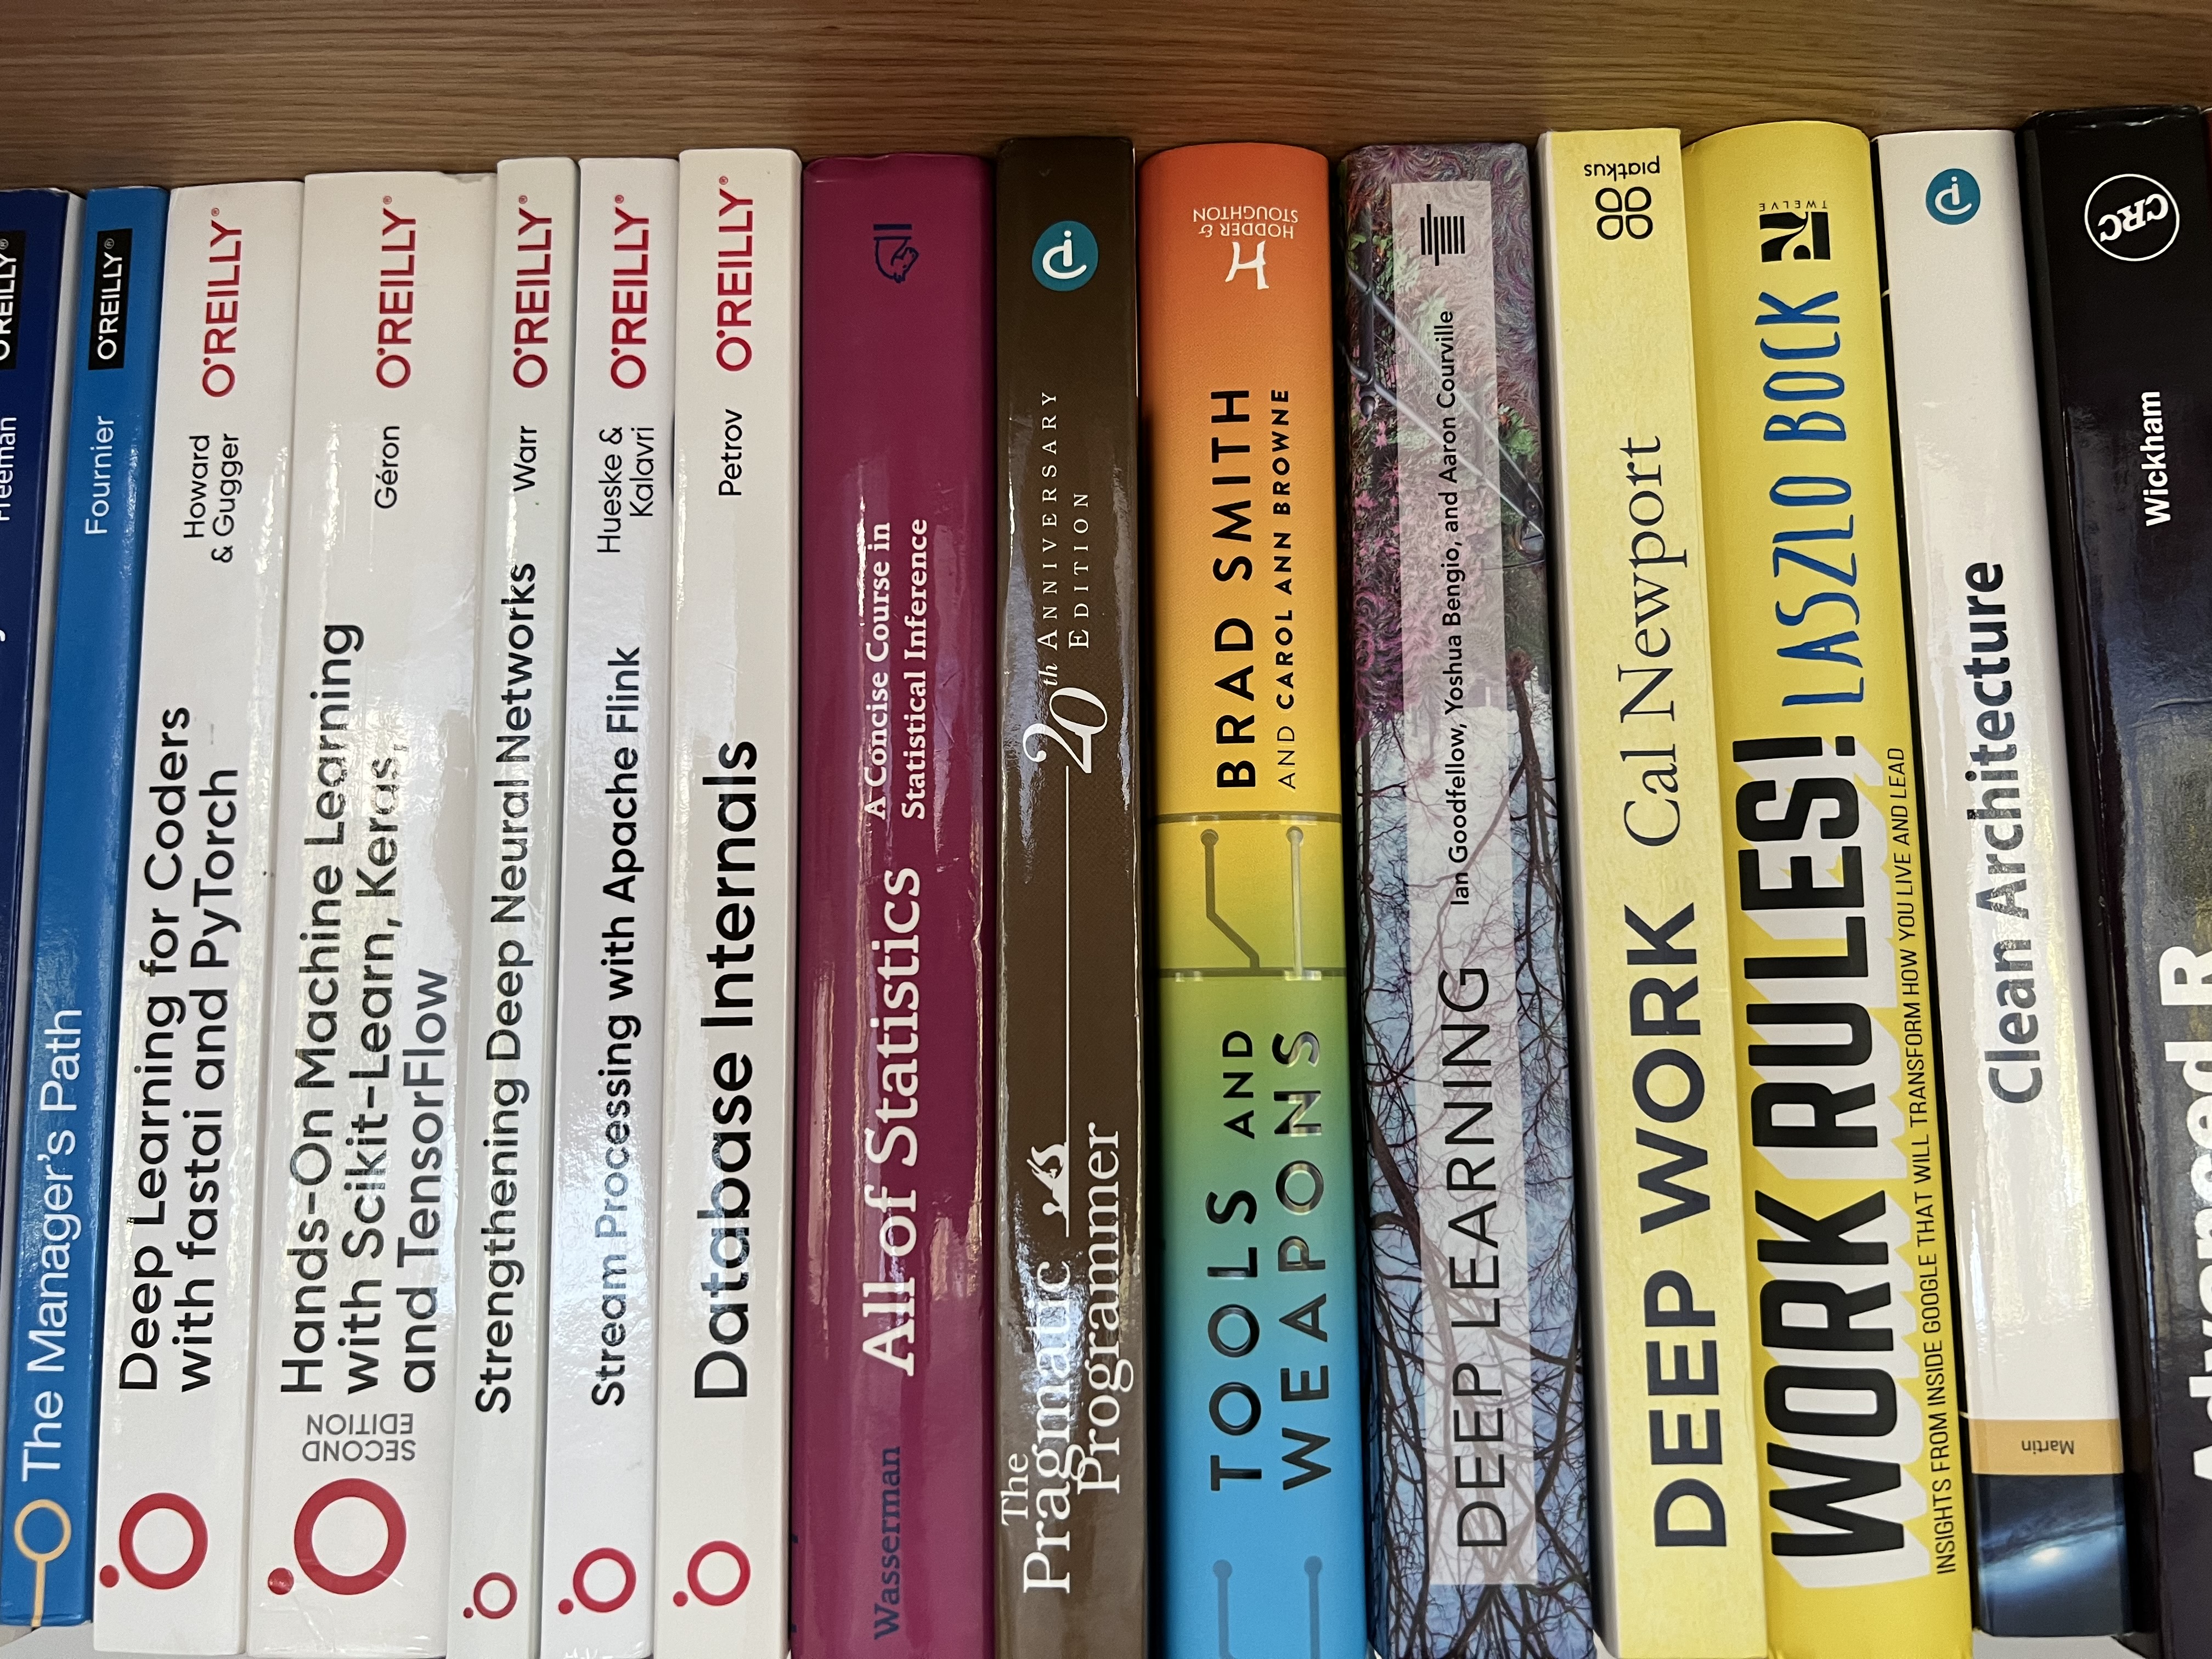 Advanced R
Wickham
CRC
Martin
Clean Architecture
P
INSIGHTS FROM INSIDE GOOGLE THAT WILL TRANSFORM HOW YOU LIVE AND LEAD
WORK RULES!
LASZLO BOCK
12
TWELVE
DEEP WORK
Cal Newport
piatkus
DEEP LEARNING
Ian Goodfellow, Yoshua Bengio, and Aaron Courville
TOOLS AND
WEAPONS
BRAD SMITH
AND CAROL ANN BROWNE
H
HODDER &
STOUGHTON
The
Pragmatic
Programmer
20th ANNIVERSARY
EDITION
P
Wasserman
All of Statistics
A Concise Course in
Statistical Inference
Database Internals
Petrov
O'REILLY®
Stream Processing with Apache Flink
Hueske &
Kalavri
O'REILLY®
Strengthening Deep Neural Networks
Warr
O'REILLY®
SECOND
EDITION
Hands-On Machine Learning
with Scikit-Learn, Keras,
and TensorFlow
Géron
O'REILLY®
Deep Learning for Coders
with fastai and PyTorch
Howard
& Gugger
O'REILLY®
The Manager's Path
Fournier
O'REILLY®
O'REILLY®